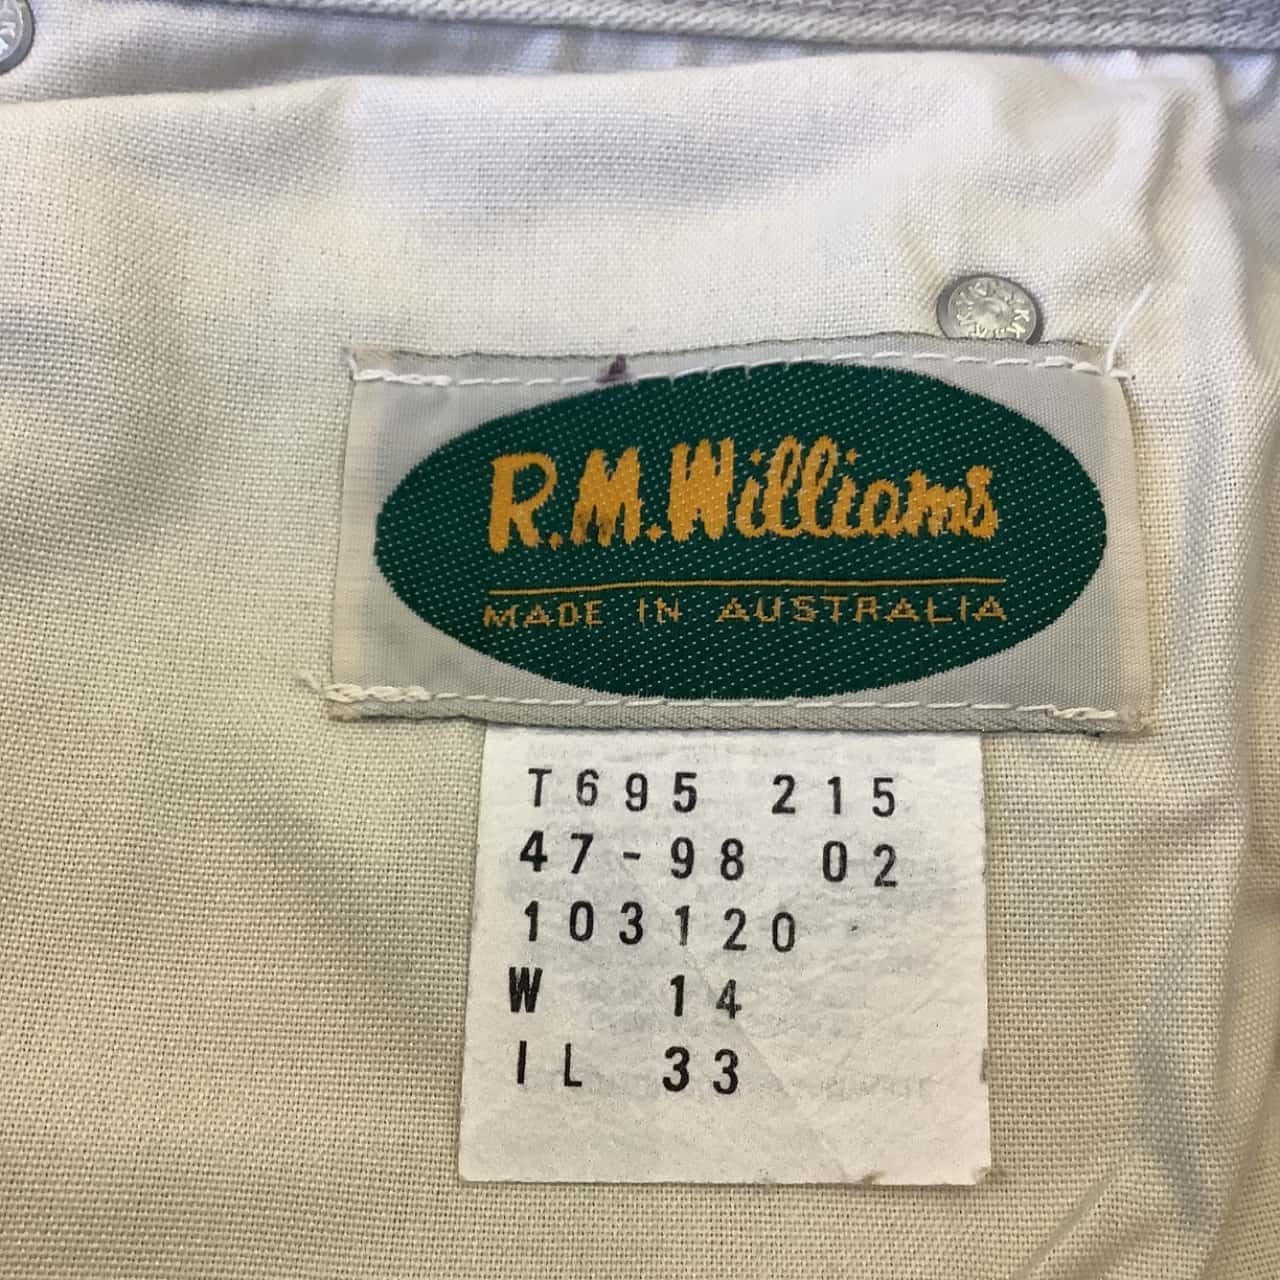 R.M.Williams
MADE IN AUSTRALIA
T695 215
47-98 02
103120
W 14
IL 33